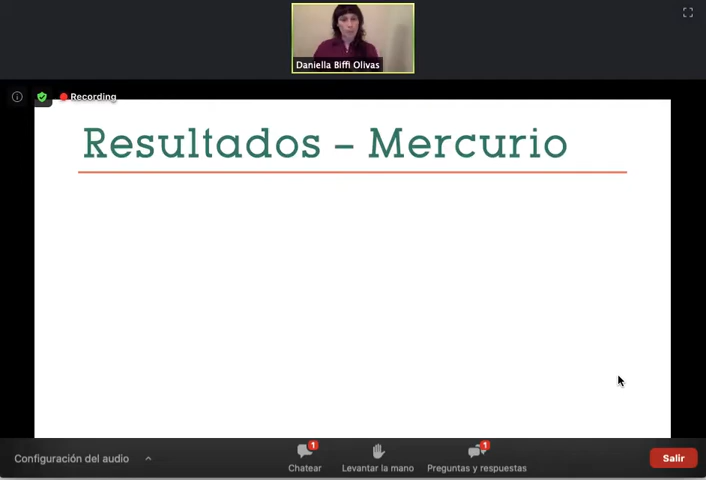 Daniella Biffi Olivas
Recording
Resultados – Mercurio
Configuración del audio
1
Chatear
Levantar la mano
1
Preguntas y respuestas
Salir